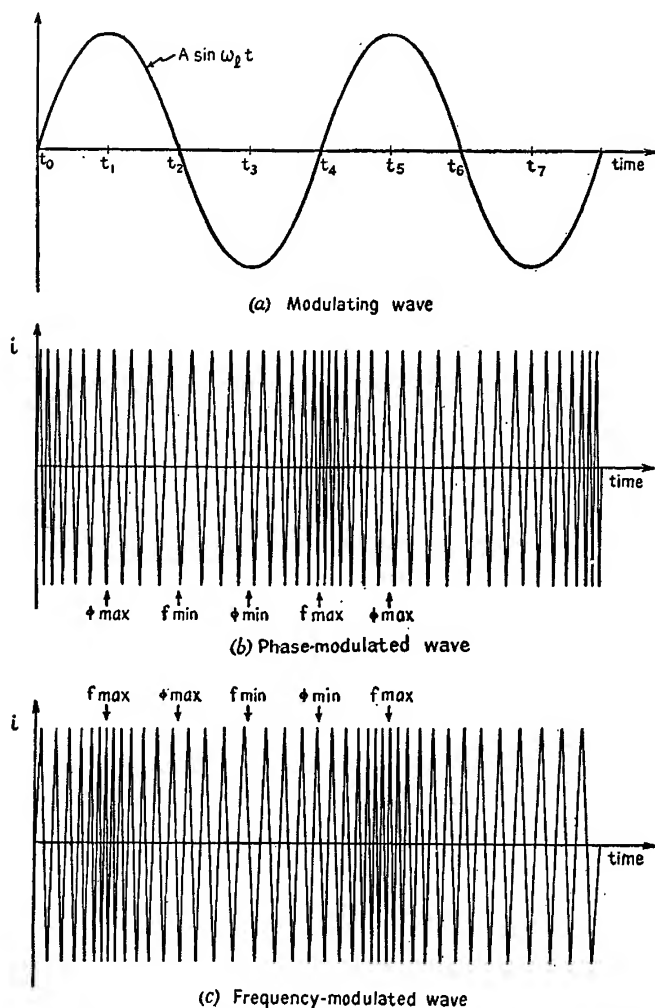 A sin ωℓ t
t₀ t₁ t₂ t₃ t₄ t₅ t₆ t₇ time
(a) Modulating wave
i
time
ϕ max f min ϕ min f max ϕ max
(b) Phase-modulated wave
f max ϕ max f min ϕ min f max
i
time
(c) Frequency-modulated wave